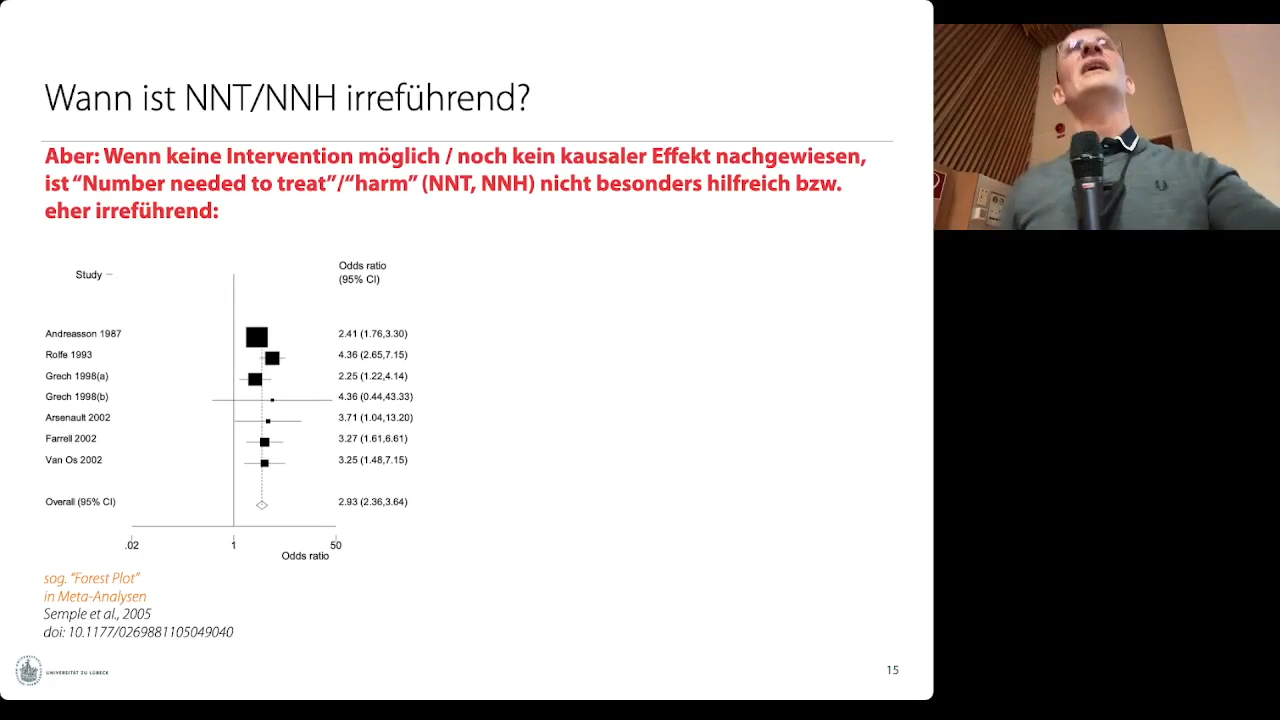 Wann ist NNT/NNH irreführend?
Aber: Wenn keine Intervention möglich / noch kein kausaler Effekt nachgewiesen,
ist “Number needed to treat”/“harm” (NNT, NNH) nicht besonders hilfreich bzw.
eher irreführend:
Study
Odds ratio
(95% CI)
Andreasson 1987 2.41 (1.76,3.30)
Rolfe 1993 4.36 (2.65,7.15)
Grech 1998(a) 2.25 (1.22,4.14)
Grech 1998(b) 4.36 (0.44,43.33)
Arsenault 2002 3.71 (1.04,13.20)
Farrell 2002 3.27 (1.61,6.61)
Van Os 2002 3.25 (1.48,7.15)
Overall (95% CI) 2.93 (2.36,3.64)
.02 1 50
Odds ratio
sog. “Forest Plot”
in Meta-Analysen
Semple et al., 2005
doi: 10.1177/0269881105049040
UNIVERSITÄT ZU LÜBECK
15